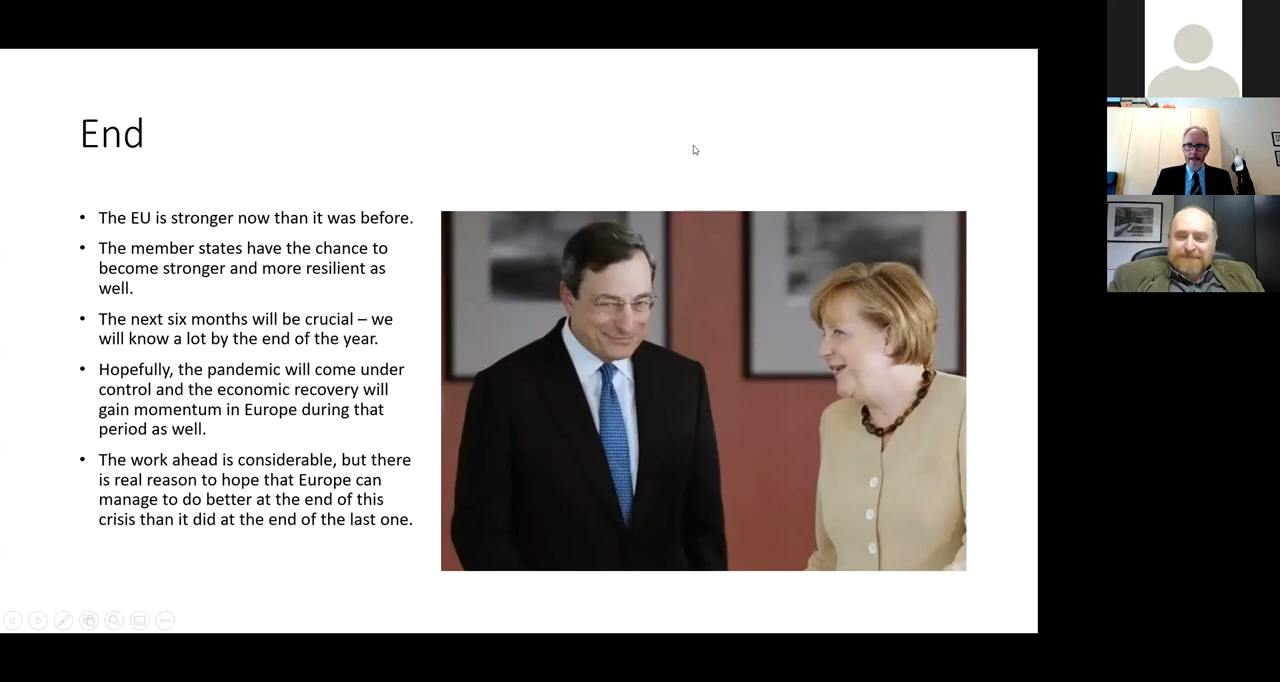 End
• The EU is stronger now than it was before.
• The member states have the chance to
become stronger and more resilient as
well.
• The next six months will be crucial – we
will know a lot by the end of the year.
• Hopefully, the pandemic will come under
control and the economic recovery will
gain momentum in Europe during that
period as well.
• The work ahead is considerable, but there
is real reason to hope that Europe can
manage to do better at the end of this
crisis than it did at the end of the last one.